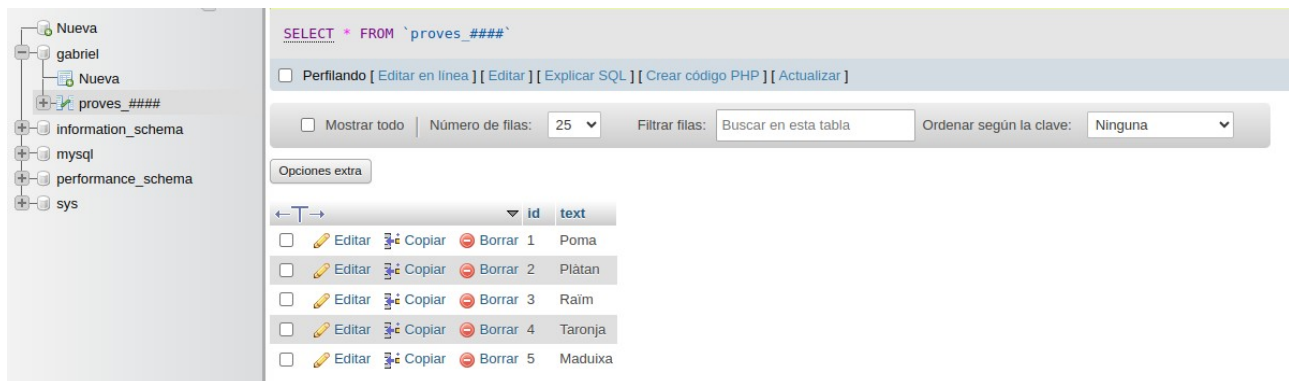 Nueva
gabriel
Nueva
proves_####
information_schema
mysql
performance_schema
sys
SELECT * FROM `proves_####`
Perfilando [ Editar en línea ] [ Editar ] [ Explicar SQL ] [ Crear código PHP ] [ Actualizar ]
Mostrar todo Número de filas: 25 Filtrar filas: Buscar en esta tabla Ordenar según la clave: Ninguna
Opciones extra
←T→ id text
Editar Copiar Borrar 1 Poma
Editar Copiar Borrar 2 Plàtan
Editar Copiar Borrar 3 Raïm
Editar Copiar Borrar 4 Taronja
Editar Copiar Borrar 5 Maduixa